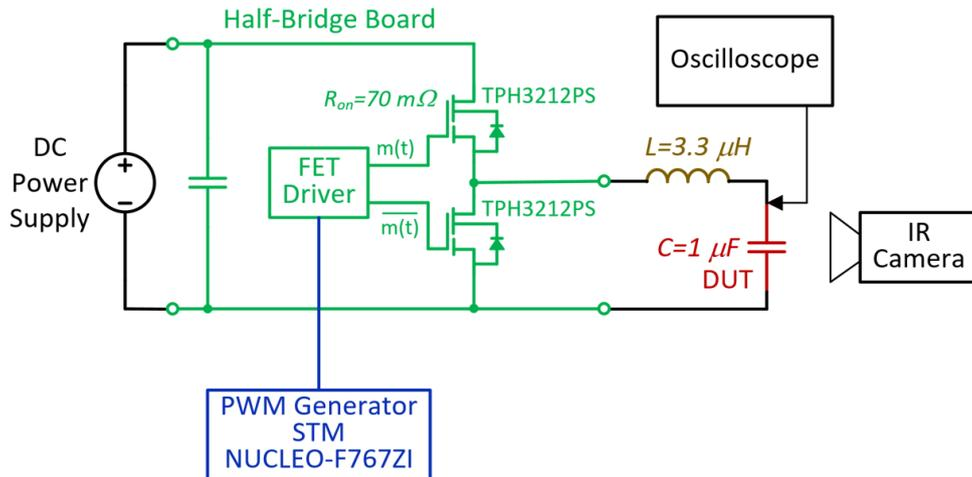 Half-Bridge Board
Oscilloscope
R_on=70 mΩ
TPH3212PS
DC
Power
Supply
+
−
FET
Driver
m(t)
m̅(̅t̅)̅
TPH3212PS
L=3.3 μH
C=1 μF
DUT
IR
Camera
PWM Generator
STM
NUCLEO-F767ZI